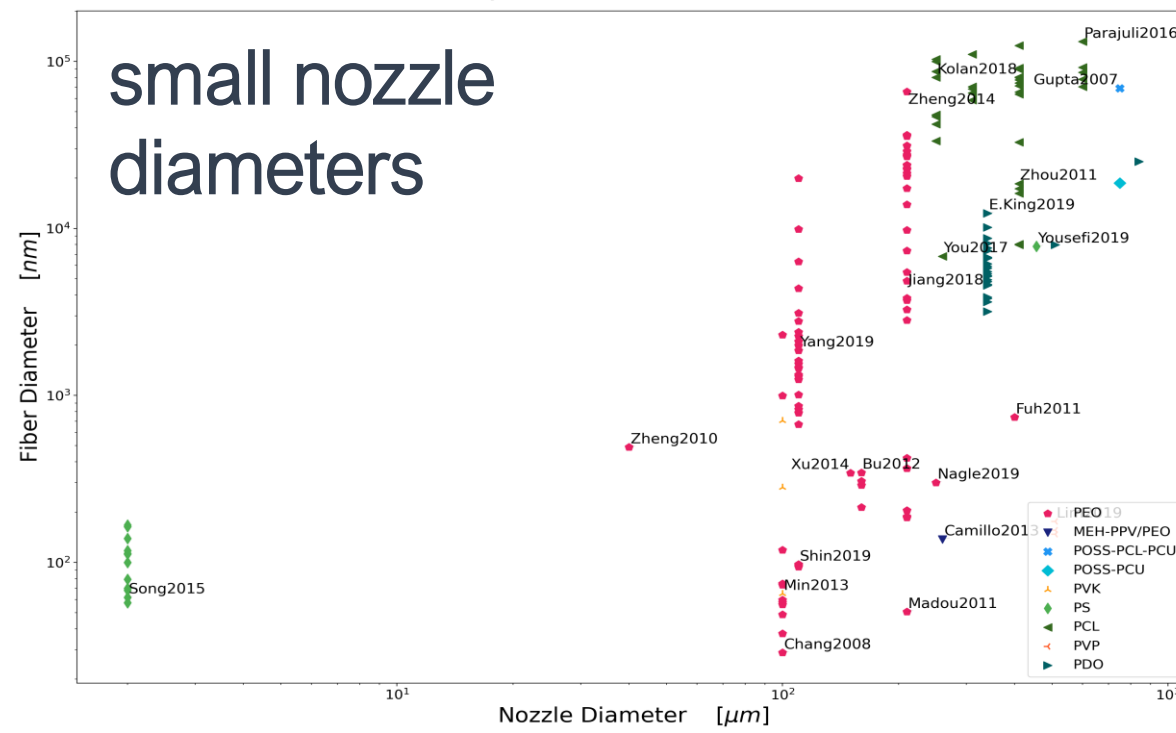 small nozzle
diameters
Parajuli2016
10⁵
Kolan2018
Gupta2007
Zheng2014
Zhou2011
E.King2019
10⁴
You2017
Yousefi2019
Jiang2018
Yang2019
10³
Fuh2011
Zheng2010
Xu2014
Bu2012
Nagle2019
Camillo2013
10²
Shin2019
Song2015
Min2013
Madou2011
Chang2008
Fiber Diameter [nm]
PEO
MEH-PPV/PEO
POSS-PCL-PCU
POSS-PCU
PVK
PS
PCL
PVP
PDO
10¹
10²
Nozzle Diameter [μm]